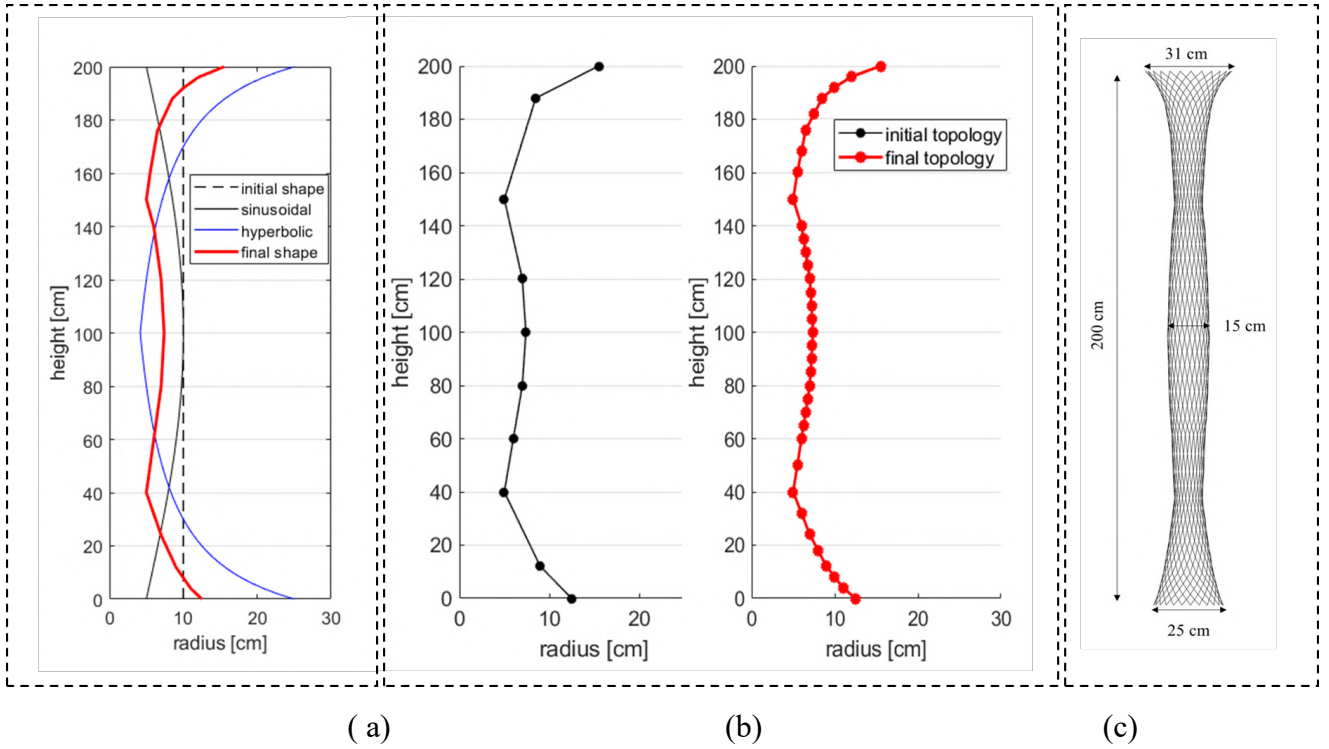 200
180
160
140
120
100
80
60
40
20
0
height [cm]
0
10
20
30
radius [cm]
initial shape
sinusoidal
hyperbolic
final shape
200
180
160
140
120
100
80
60
40
20
0
height [cm]
0
10
20
radius [cm]
200
180
160
140
120
100
80
60
40
20
0
height [cm]
0
10
20
30
radius [cm]
initial topology
final topology
31 cm
200 cm
15 cm
25 cm
( a)
(b)
(c)